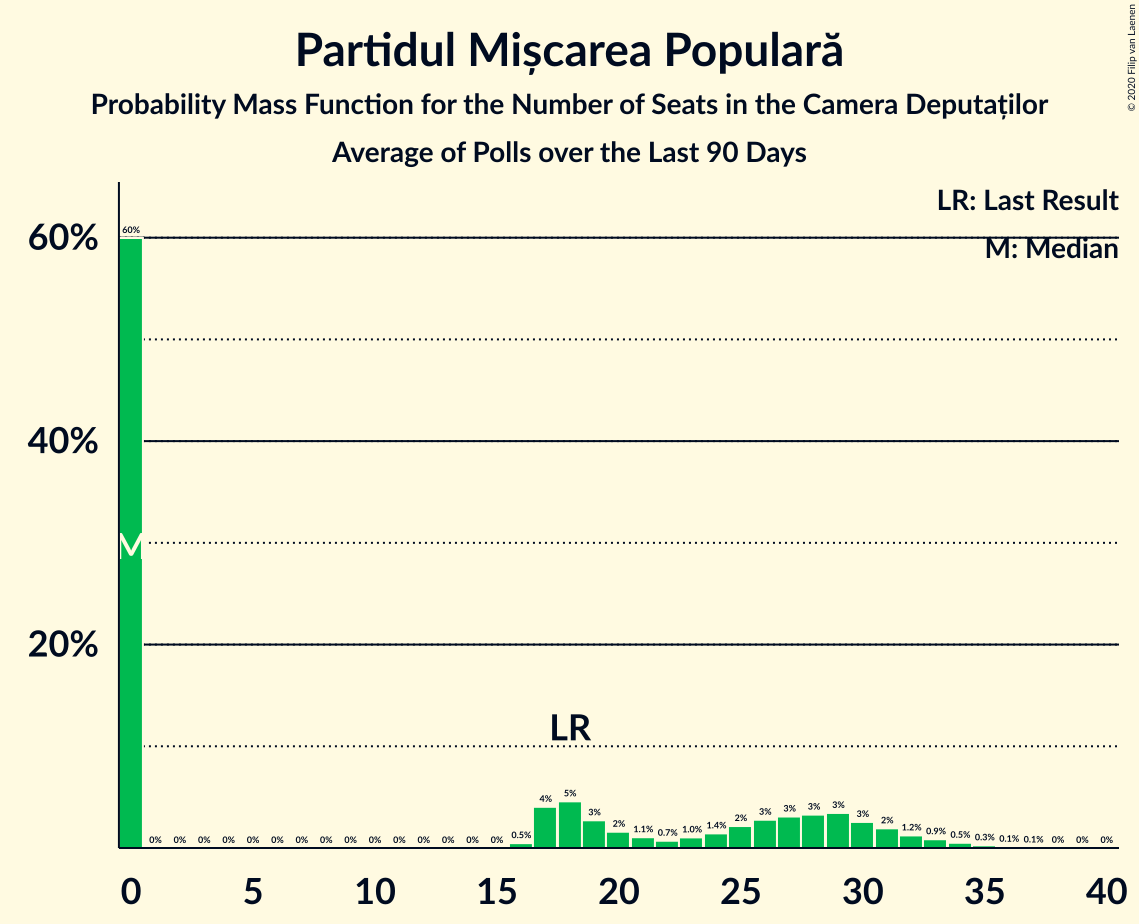 Partidul Mișcarea Populară
Probability Mass Function for the Number of Seats in the Camera Deputaților
Average of Polls over the Last 90 Days
© 2020 Filip van Laenen
LR: Last Result
M: Median
60%
40%
20%
60% 0% 0% 0% 0% 0% 0% 0% 0% 0% 0% 0% 0% 0% 0% 0% 0.5% 4% 5% 3% 2% 1.1% 0.7% 1.0% 1.4% 2% 3% 3% 3% 3% 3% 2% 1.2% 0.9% 0.5% 0.3% 0.1% 0.1% 0% 0% 0%
M
LR
0 5 10 15 20 25 30 35 40